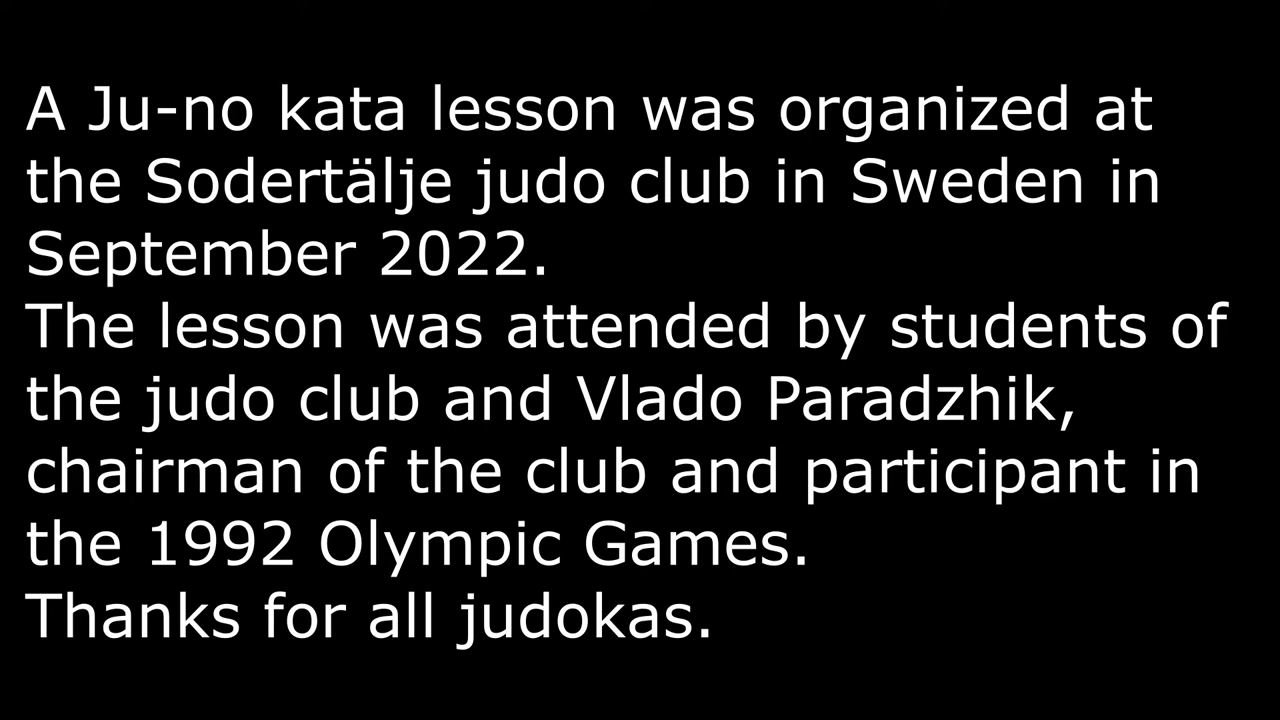 A Ju-no kata lesson was organized at
the Sodertälje judo club in Sweden in
September 2022.
The lesson was attended by students of
the judo club and Vlado Paradzhik,
chairman of the club and participant in
the 1992 Olympic Games.
Thanks for all judokas.